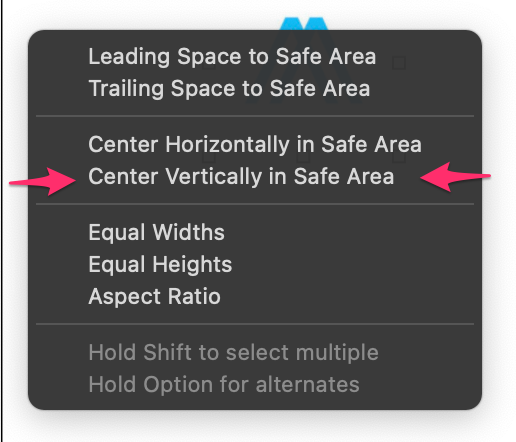 Leading Space to Safe Area
Trailing Space to Safe Area
Center Horizontally in Safe Area
Center Vertically in Safe Area
Equal Widths
Equal Heights
Aspect Ratio
Hold Shift to select multiple
Hold Option for alternates